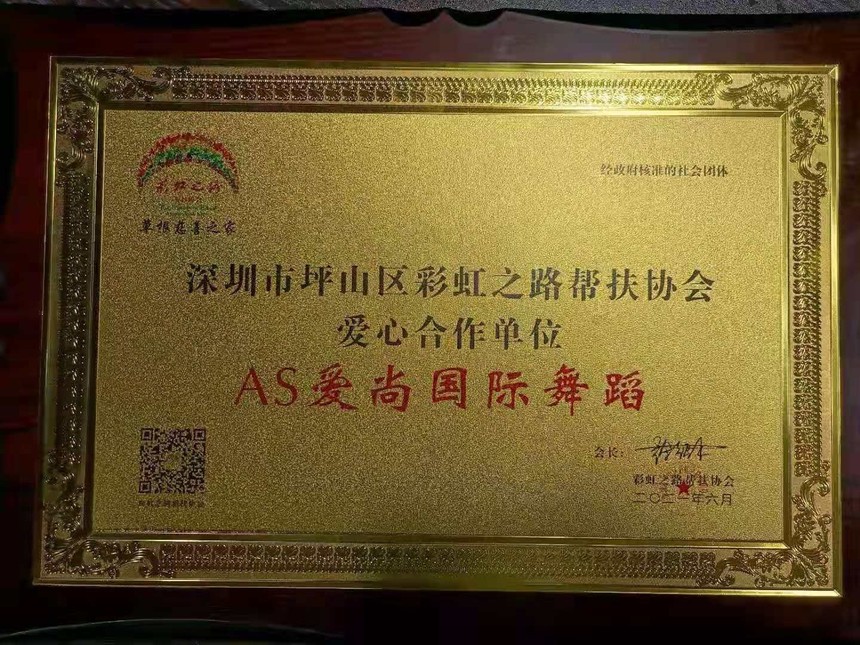 彩虹之路
草根慈善之家
经政府核准的社会团体
深圳市坪山区彩虹之路帮扶协会
爱心合作单位
AS爱尚国际舞蹈
会长:
彩虹之路帮扶协会
二〇二一年六月